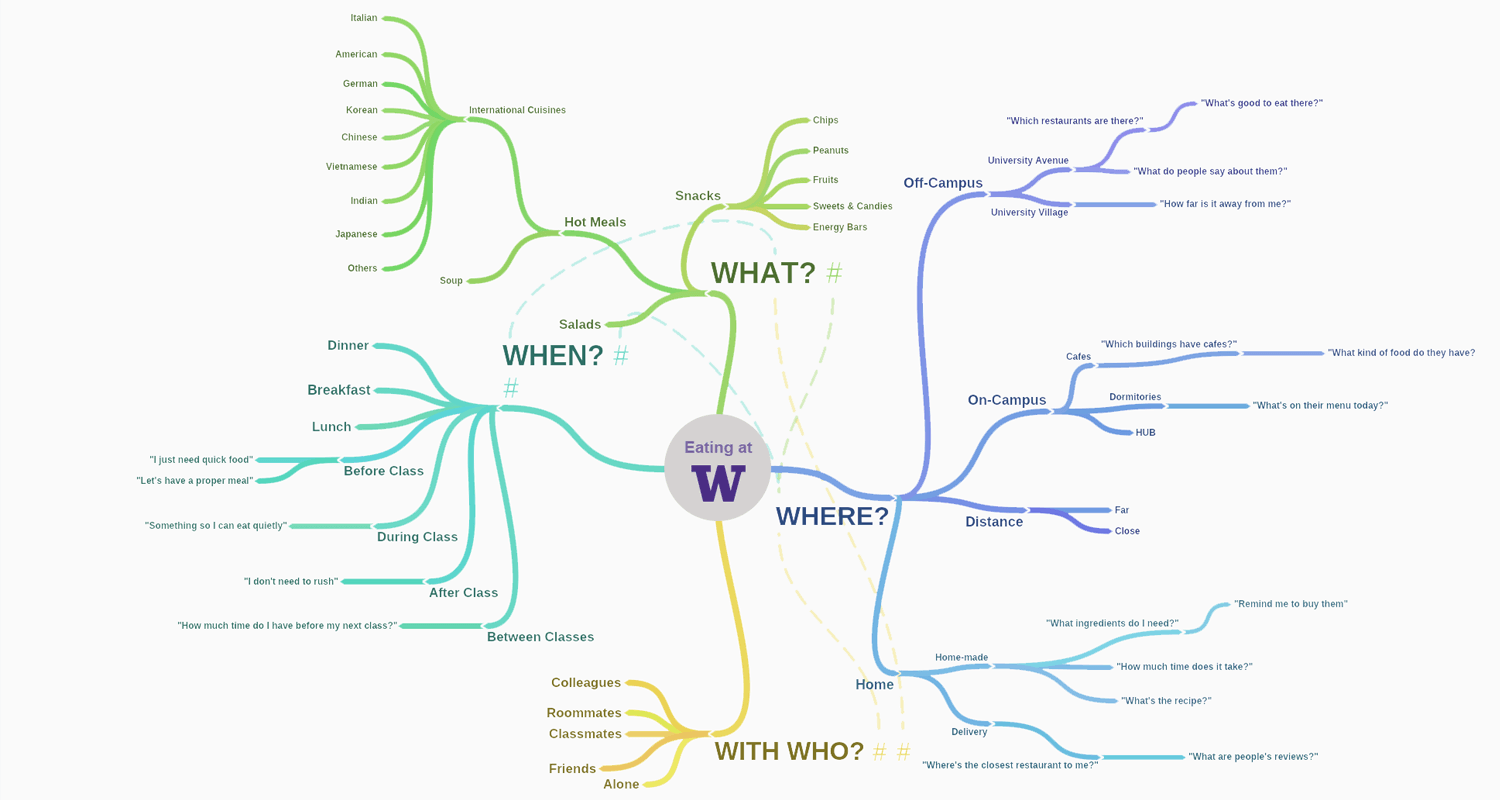 Eating at
W
WHAT? #
Hot Meals
International Cuisines
Italian
American
German
Korean
Chinese
Vietnamese
Indian
Japanese
Others
Soup
Salads
Snacks
Chips
Peanuts
Fruits
Sweets & Candies
Energy Bars
WHEN? #
#
Dinner
Breakfast
Lunch
Before Class
"I just need quick food"
"Let's have a proper meal"
During Class
"Something so I can eat quietly"
After Class
"I don't need to rush"
Between Classes
"How much time do I have before my next class?"
WHERE?
Off-Campus
University Avenue
"Which restaurants are there?"
"What's good to eat there?"
"What do people say about them?"
University Village
"How far is it away from me?"
On-Campus
Cafes
"Which buildings have cafes?"
"What kind of food do they have?
Dormitories
"What's on their menu today?"
HUB
Distance
Far
Close
Home
Home-made
"What ingredients do I need?"
"Remind me to buy them"
"How much time does it take?"
"What's the recipe?"
Delivery
"Where's the closest restaurant to me?"
"What are people's reviews?"
WITH WHO? # #
Colleagues
Roommates
Classmates
Friends
Alone